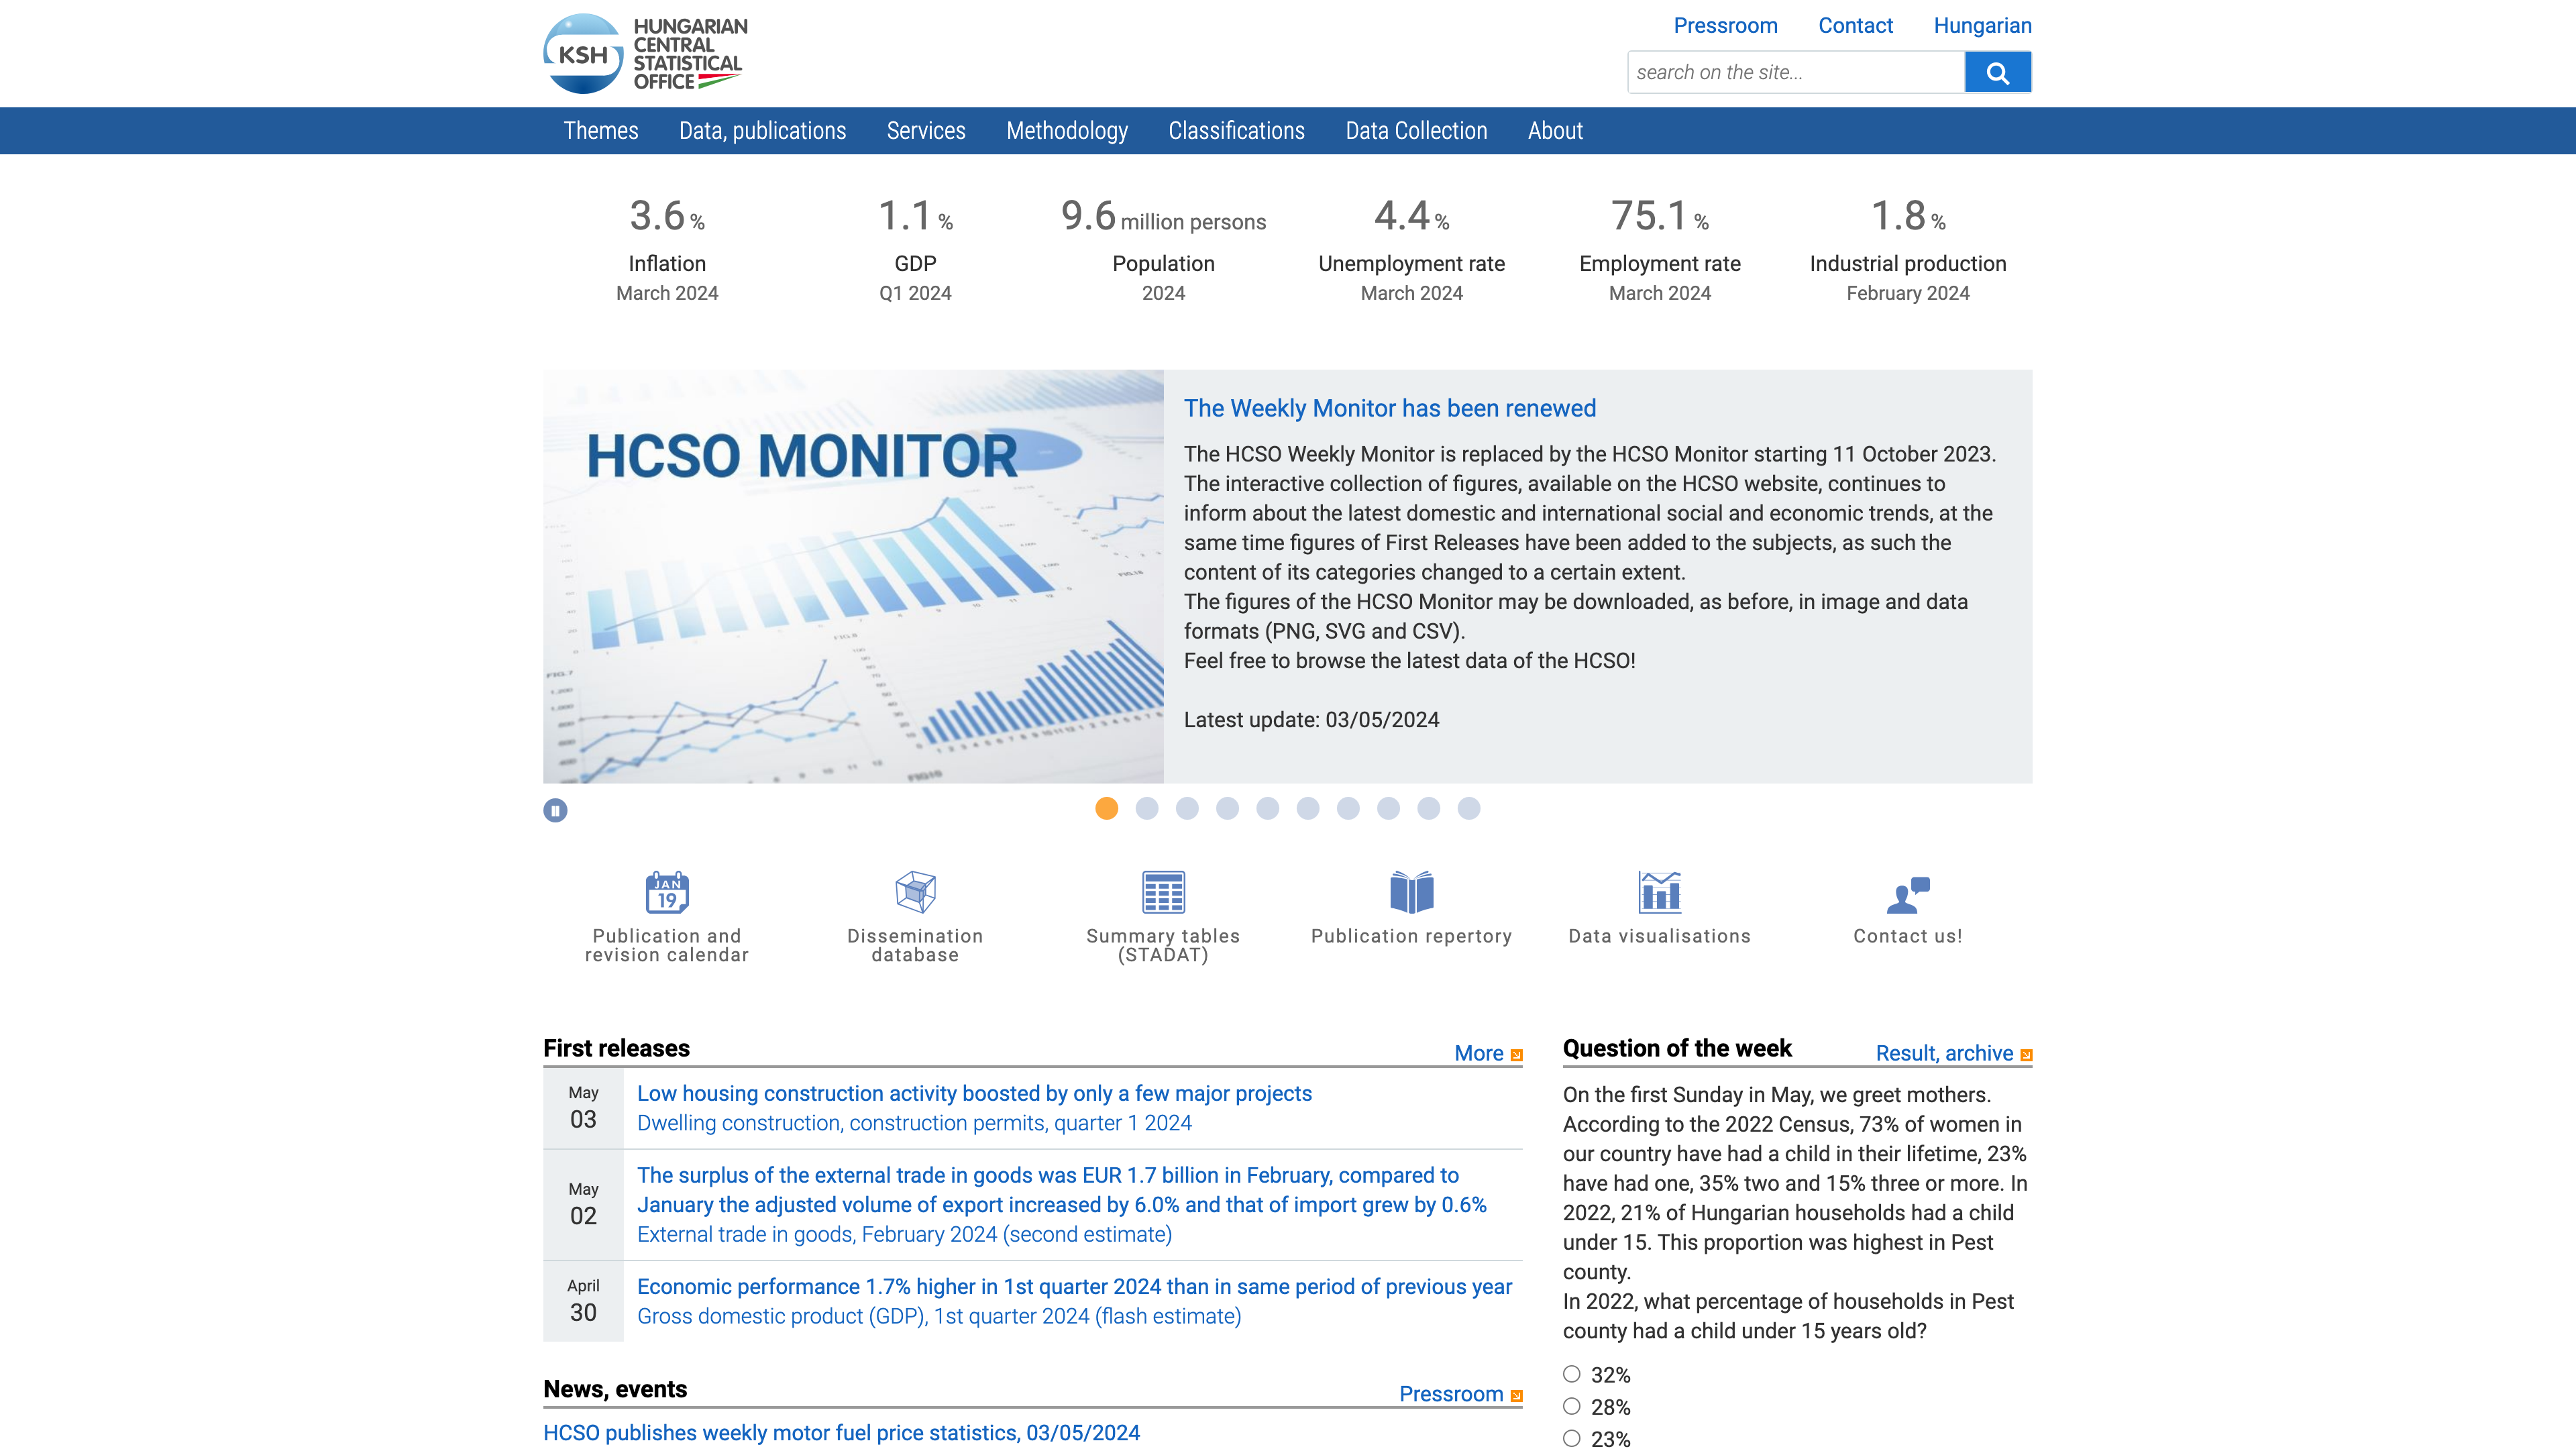 KSH
HUNGARIAN
CENTRAL
STATISTICAL
OFFICE
Pressroom Contact Hungarian
search on the site...
Themes Data, publications Services Methodology Classifications Data Collection About
3.6 % 1.1 % 9.6 million persons 4.4 % 75.1 % 1.8 %
Inflation GDP Population Unemployment rate Employment rate Industrial production
March 2024 Q1 2024 2024 March 2024 March 2024 February 2024
HCSO MONITOR
The Weekly Monitor has been renewed
The HCSO Weekly Monitor is replaced by the HCSO Monitor starting 11 October 2023.
The interactive collection of figures, available on the HCSO website, continues to
inform about the latest domestic and international social and economic trends, at the
same time figures of First Releases have been added to the subjects, as such the
content of its categories changed to a certain extent.
The figures of the HCSO Monitor may be downloaded, as before, in image and data
formats (PNG, SVG and CSV).
Feel free to browse the latest data of the HCSO!
Latest update: 03/05/2024
JAN
19
Publication and
revision calendar
Dissemination
database
Summary tables
(STADAT)
Publication repertory
Data visualisations
Contact us!
First releases More
May
03
Low housing construction activity boosted by only a few major projects
Dwelling construction, construction permits, quarter 1 2024
May
02
The surplus of the external trade in goods was EUR 1.7 billion in February, compared to
January the adjusted volume of export increased by 6.0% and that of import grew by 0.6%
External trade in goods, February 2024 (second estimate)
April
30
Economic performance 1.7% higher in 1st quarter 2024 than in same period of previous year
Gross domestic product (GDP), 1st quarter 2024 (flash estimate)
News, events Pressroom
HCSO publishes weekly motor fuel price statistics, 03/05/2024
Question of the week Result, archive
On the first Sunday in May, we greet mothers.
According to the 2022 Census, 73% of women in
our country have had a child in their lifetime, 23%
have had one, 35% two and 15% three or more. In
2022, 21% of Hungarian households had a child
under 15. This proportion was highest in Pest
county.
In 2022, what percentage of households in Pest
county had a child under 15 years old?
32%
28%
23%